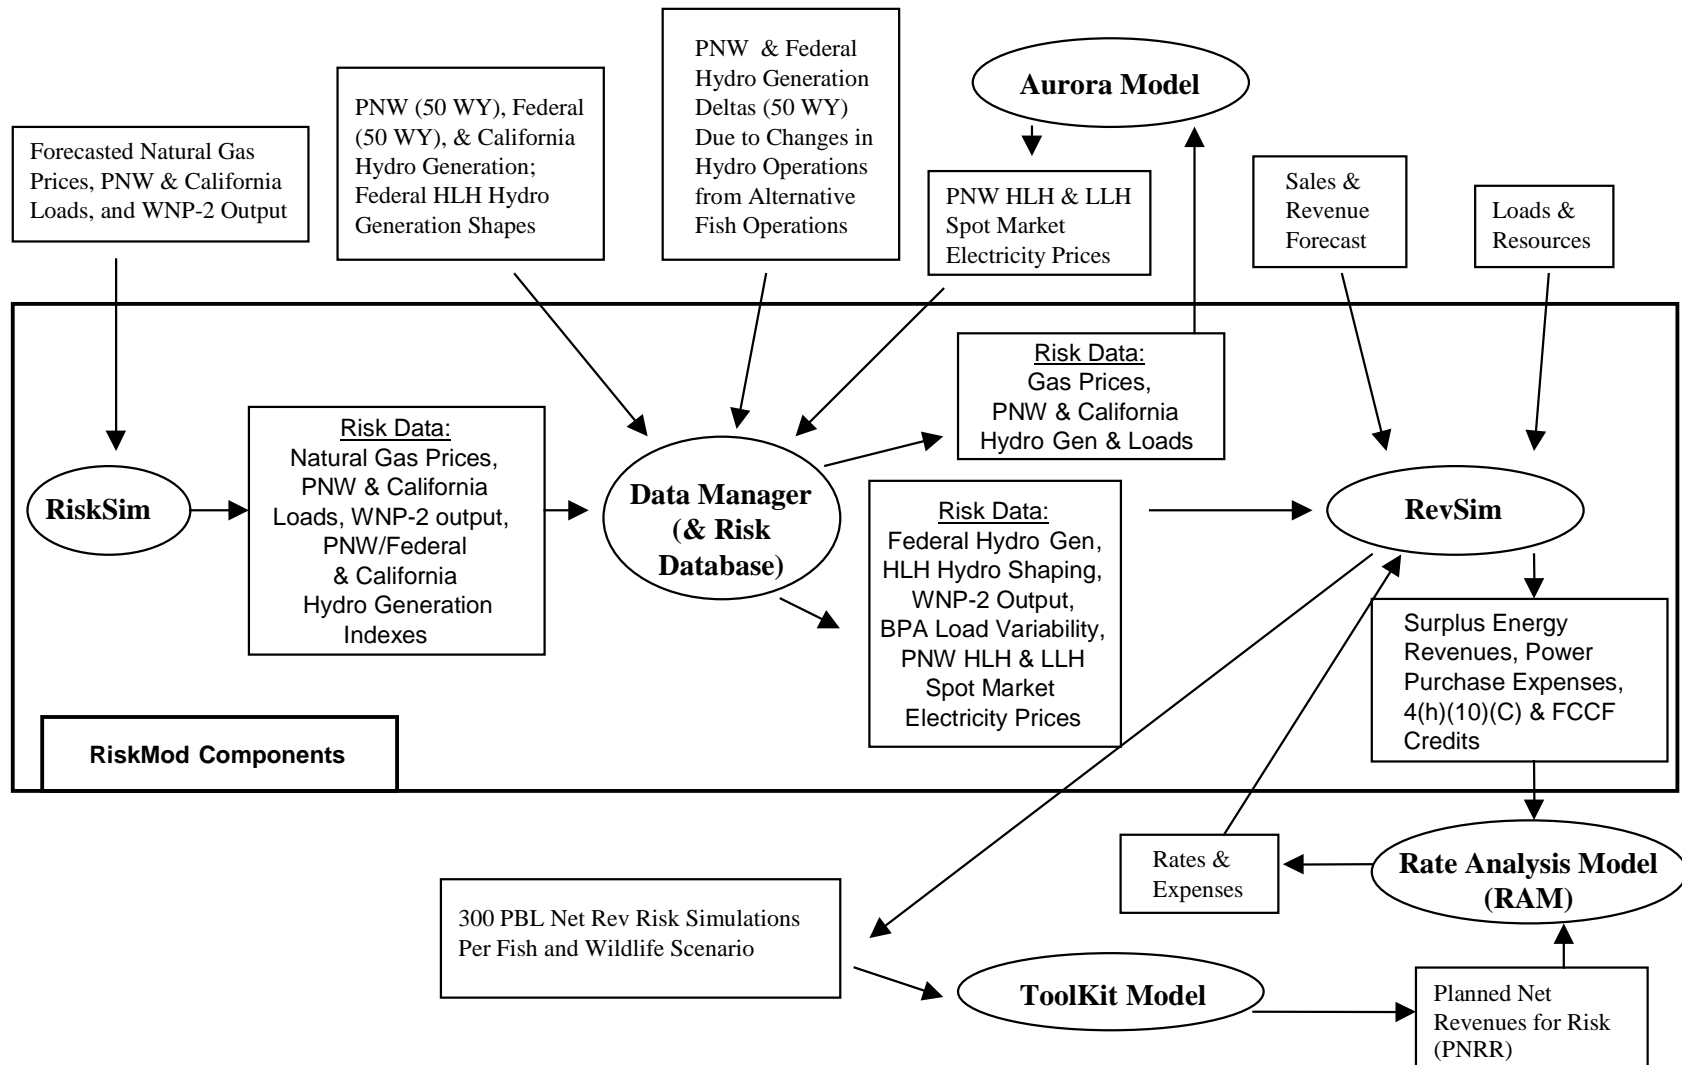 Forecasted Natural Gas
Prices, PNW & California
Loads, and WNP-2 Output
PNW (50 WY), Federal
(50 WY), & California
Hydro Generation;
Federal HLH Hydro
Generation Shapes
PNW & Federal
Hydro Generation
Deltas (50 WY)
Due to Changes in
Hydro Operations
from Alternative
Fish Operations
Aurora Model
PNW HLH & LLH
Spot Market
Electricity Prices
Sales &
Revenue
Forecast
Loads &
Resources
RiskSim
Risk Data:
Natural Gas Prices,
PNW & California
Loads, WNP-2 output,
PNW/Federal
& California
Hydro Generation
Indexes
Data Manager
(& Risk
Database)
Risk Data:
Gas Prices,
PNW & California
Hydro Gen & Loads
Risk Data:
Federal Hydro Gen,
HLH Hydro Shaping,
WNP-2 Output,
BPA Load Variability,
PNW HLH & LLH
Spot Market
Electricity Prices
RevSim
Surplus Energy
Revenues, Power
Purchase Expenses,
4(h)(10)(C) & FCCF
Credits
RiskMod Components
Rates &
Expenses
Rate Analysis Model
(RAM)
300 PBL Net Rev Risk Simulations
Per Fish and Wildlife Scenario
ToolKit Model
Planned Net
Revenues for Risk
(PNRR)